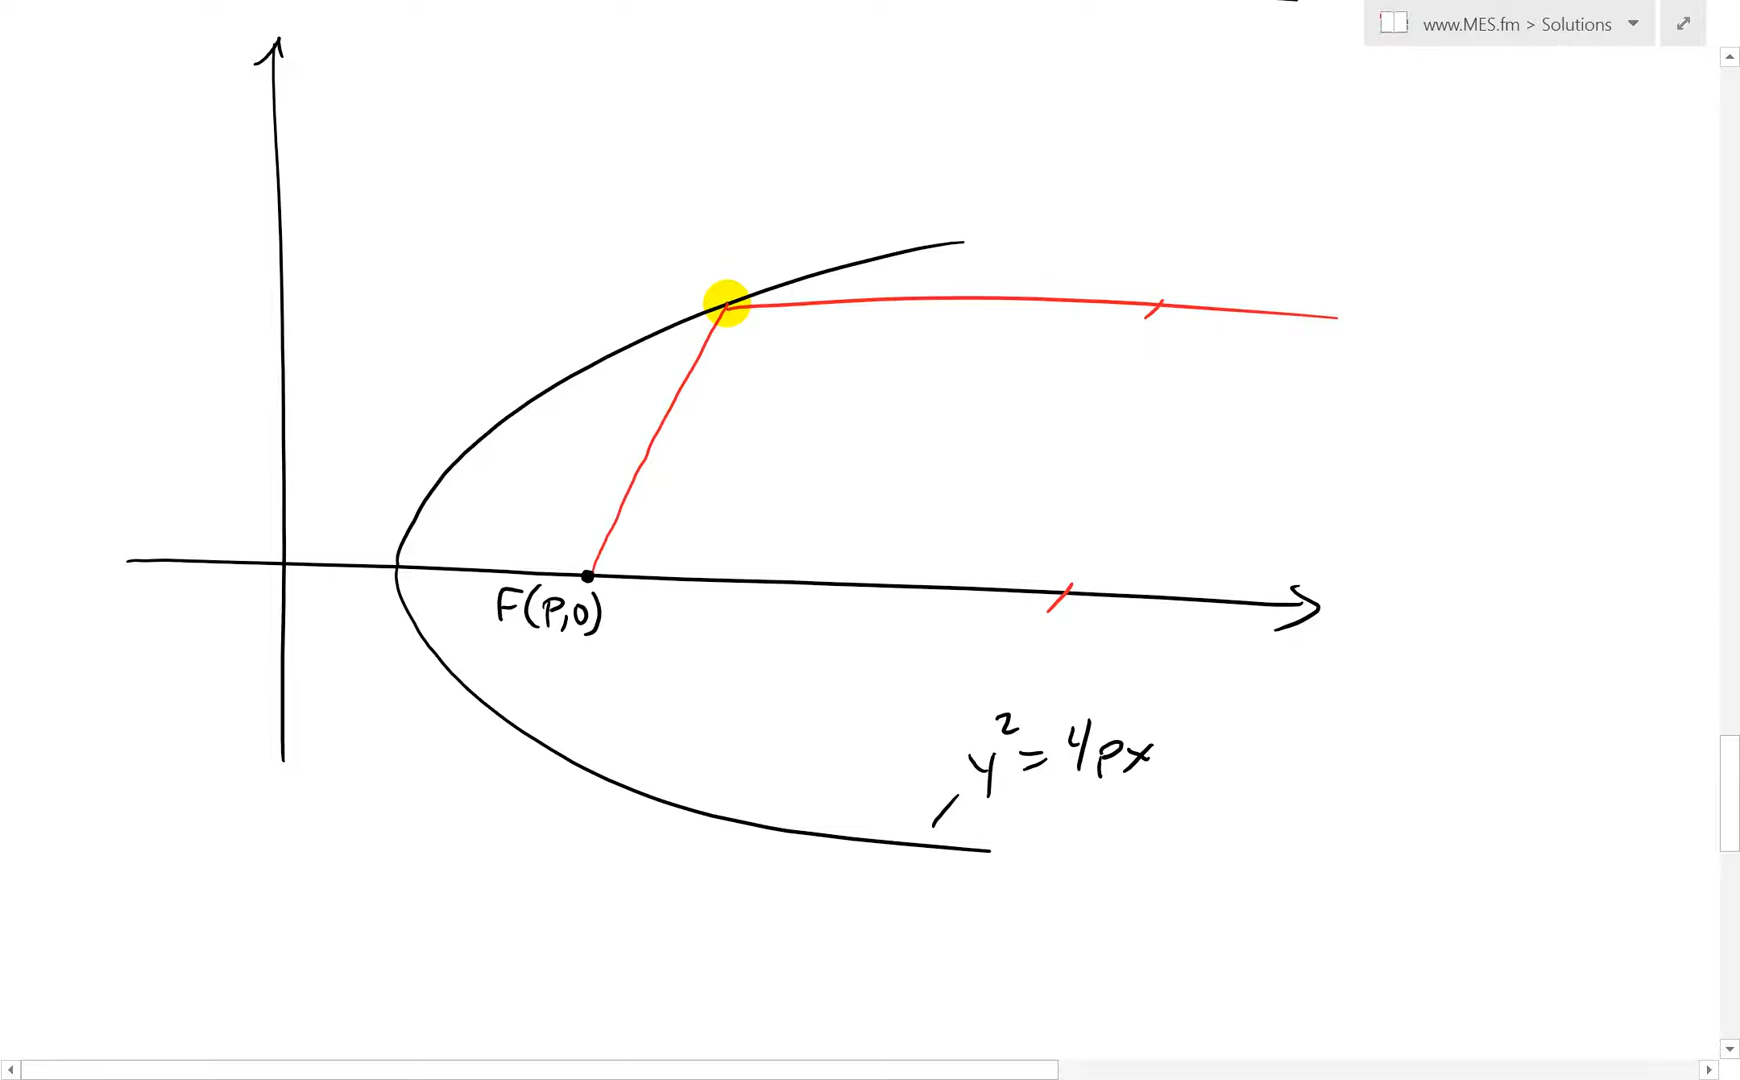 www.MES.fm > Solutions
F(p,0)
y² = 4px